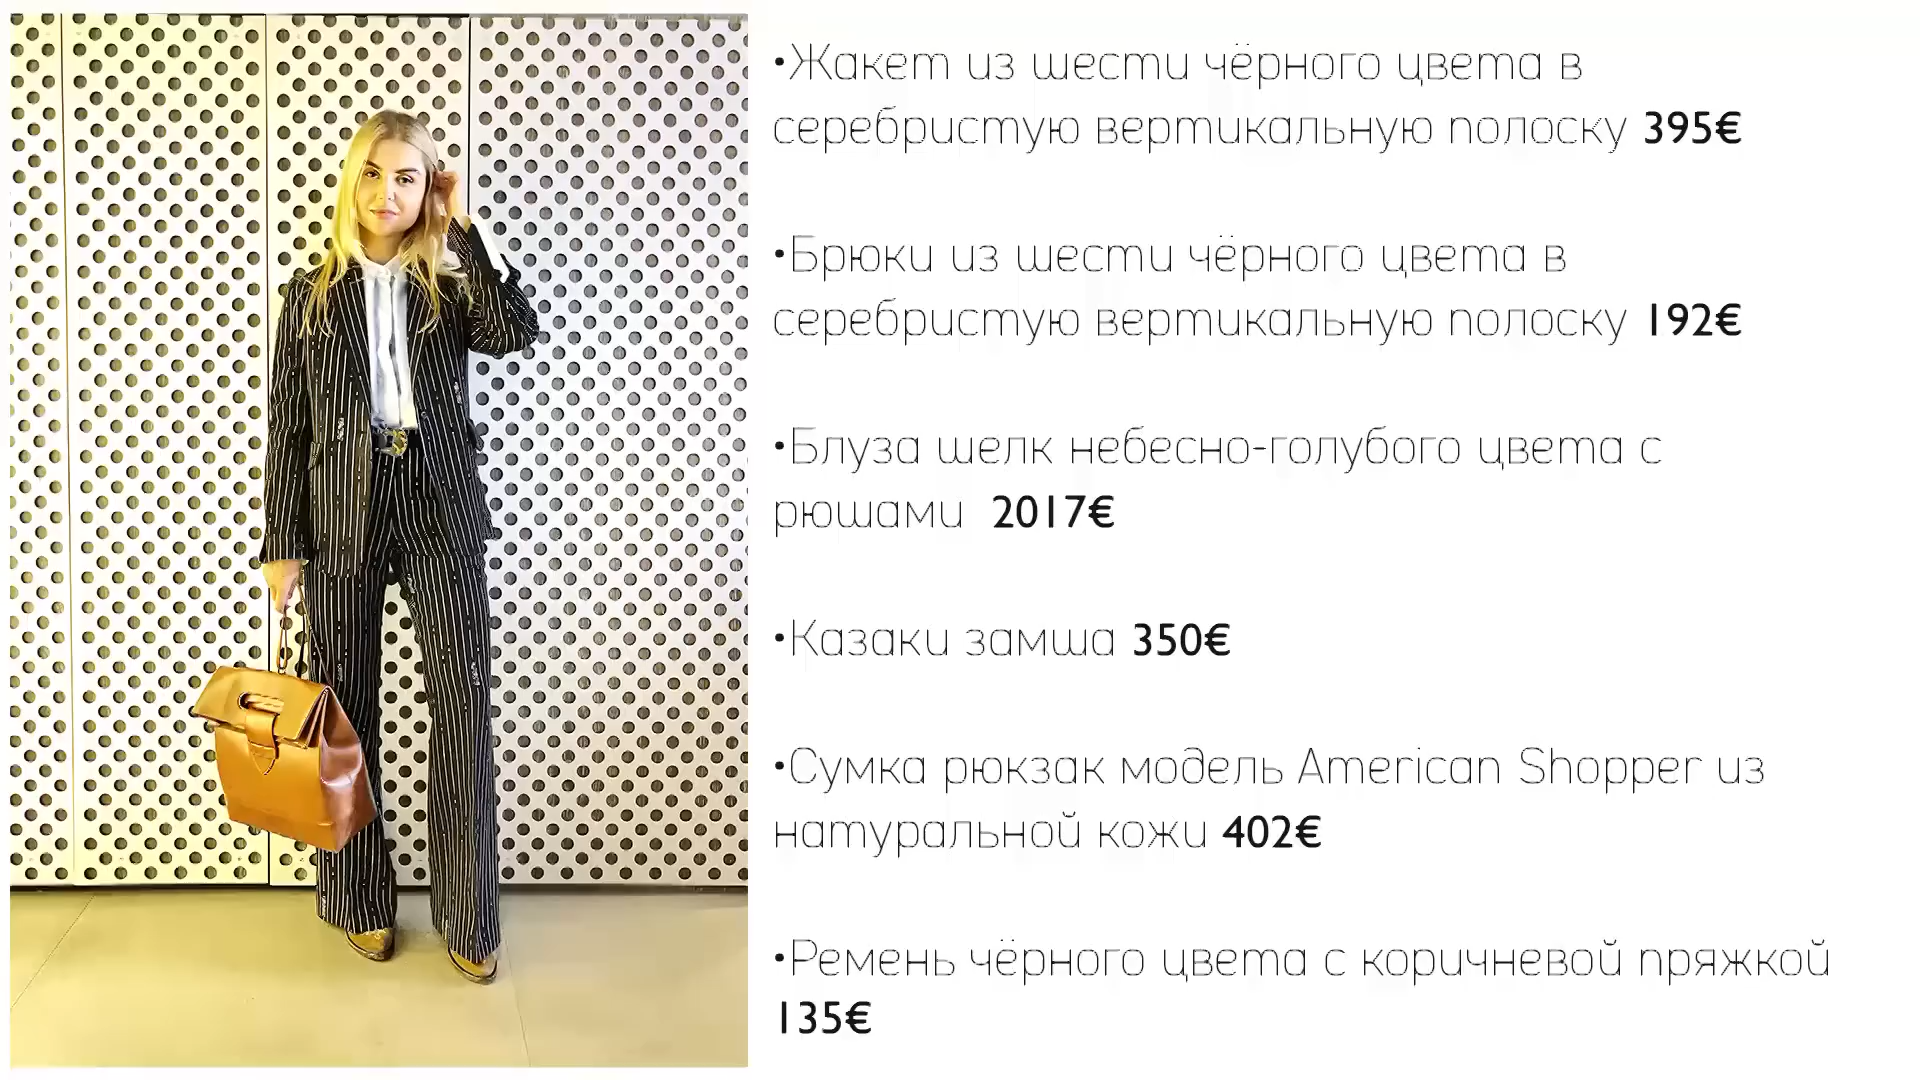 •Жакет из шести чёрного цвета в
серебристую вертикальную полоску 395€
•Брюки из шести чёрного цвета в
серебристую вертикальную полоску 192€
•Блуза шелк небесно-голубого цвета с
рюшами 2017€
•Казаки замша 350€
•Сумка рюкзак модель American Shopper из
натуральной кожи 402€
•Ремень чёрного цвета с коричневой пряжкой
135€